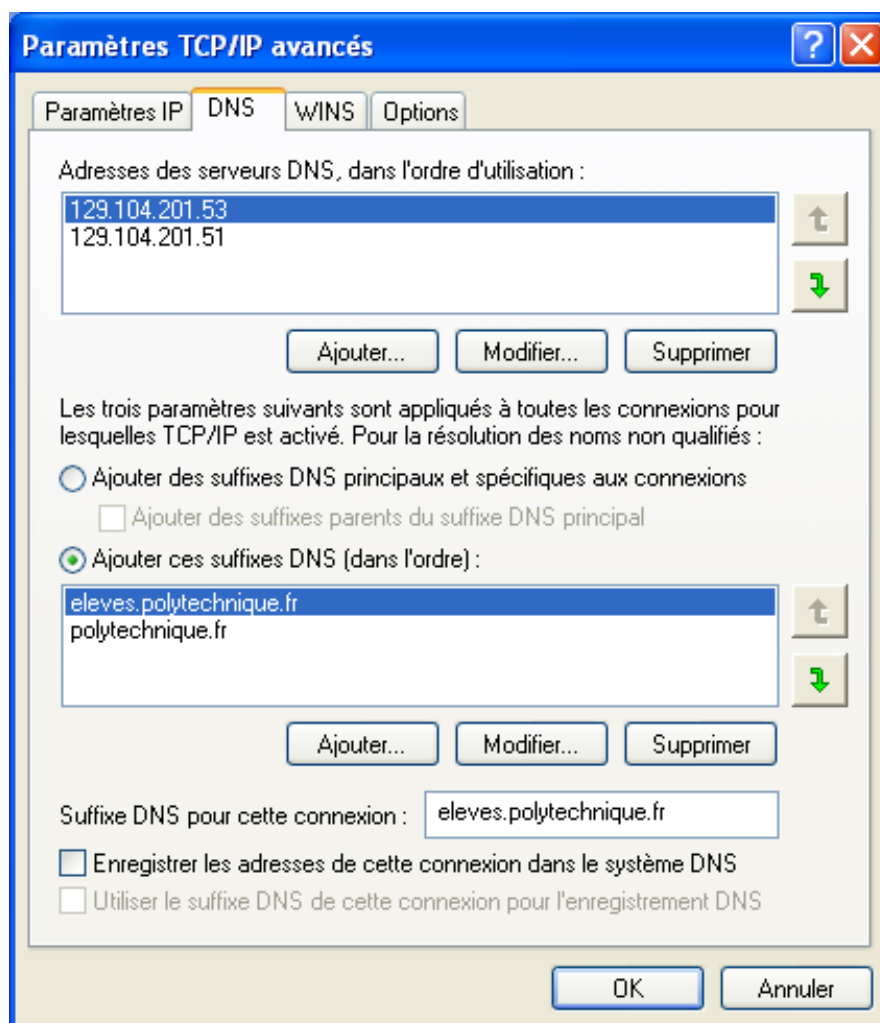 Paramètres TCP/IP avancés
Paramètres IP
DNS
WINS
Options
Adresses des serveurs DNS, dans l'ordre d'utilisation :
129.104.201.53
129.104.201.51
Ajouter...
Modifier...
Supprimer
Les trois paramètres suivants sont appliqués à toutes les connexions pour
lesquelles TCP/IP est activé. Pour la résolution des noms non qualifiés :
Ajouter des suffixes DNS principaux et spécifiques aux connexions
Ajouter des suffixes parents du suffixe DNS principal
Ajouter ces suffixes DNS (dans l'ordre) :
eleves.polytechnique.fr
polytechnique.fr
Ajouter...
Modifier...
Supprimer
Suffixe DNS pour cette connexion :
eleves.polytechnique.fr
Enregistrer les adresses de cette connexion dans le système DNS
Utiliser le suffixe DNS de cette connexion pour l'enregistrement DNS
OK
Annuler